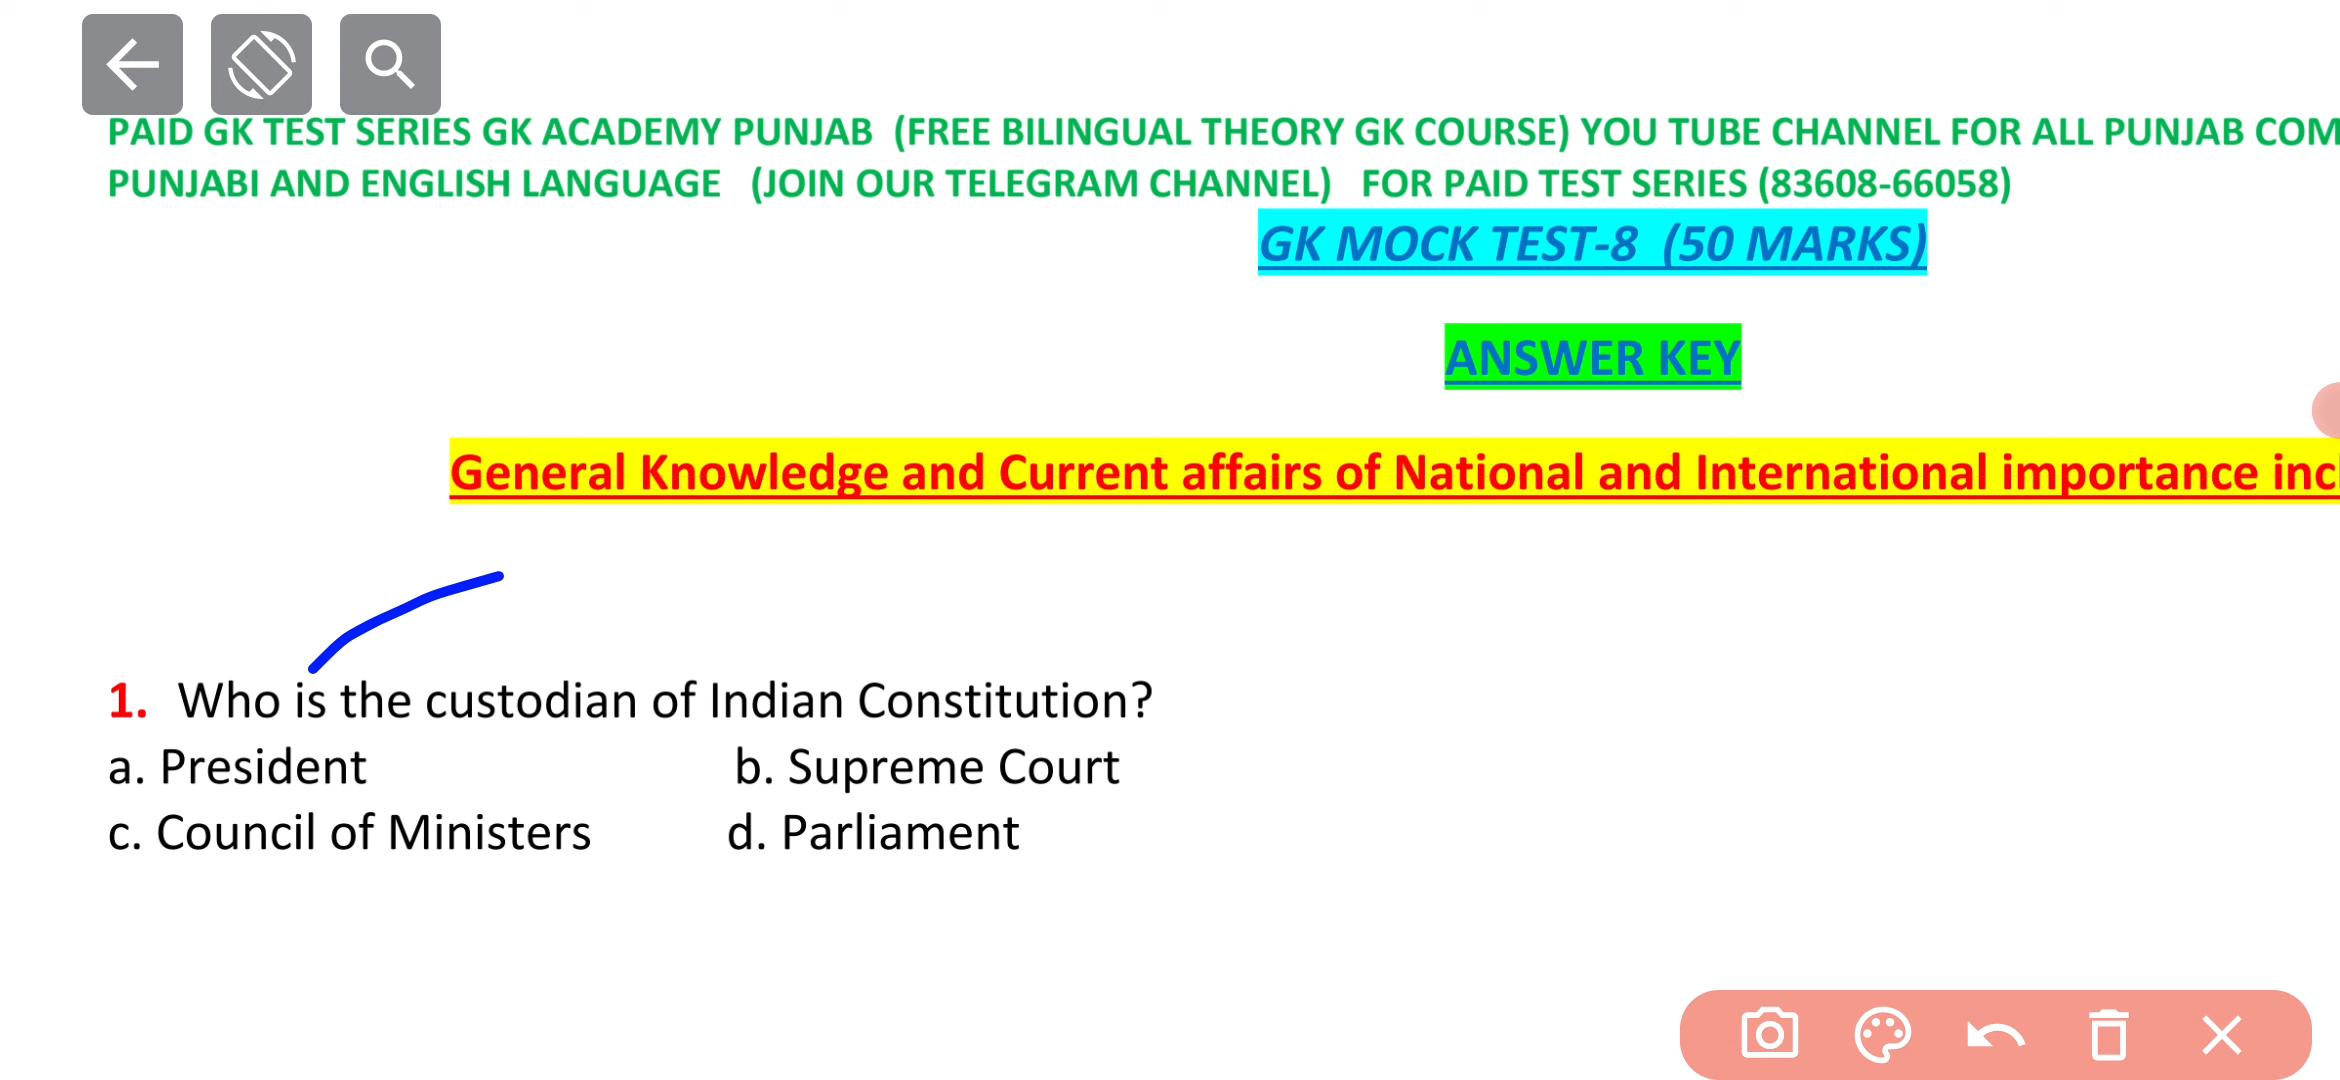 PAID GK TEST SERIES GK ACADEMY PUNJAB (FREE BILINGUAL THEORY GK COURSE) YOU TUBE CHANNEL FOR ALL PUNJAB COM
PUNJABI AND ENGLISH LANGUAGE (JOIN OUR TELEGRAM CHANNEL) FOR PAID TEST SERIES (83608-66058)
GK MOCK TEST-8 (50 MARKS)
ANSWER KEY
General Knowledge and Current affairs of National and International importance inc
1. Who is the custodian of Indian Constitution?
a. President b. Supreme Court
c. Council of Ministers d. Parliament